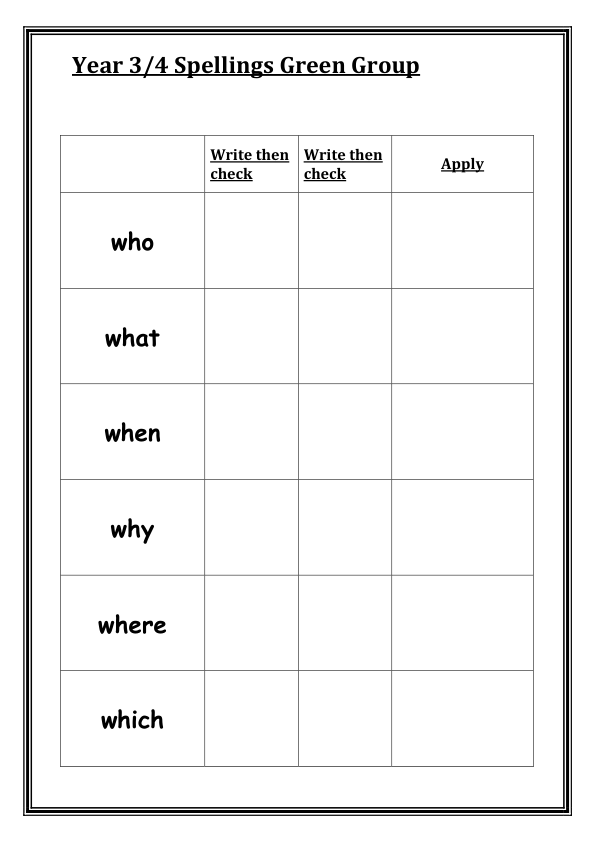 Year 3/4 Spellings Green Group
Write then check
Write then check
Apply
who
what
when
why
where
which